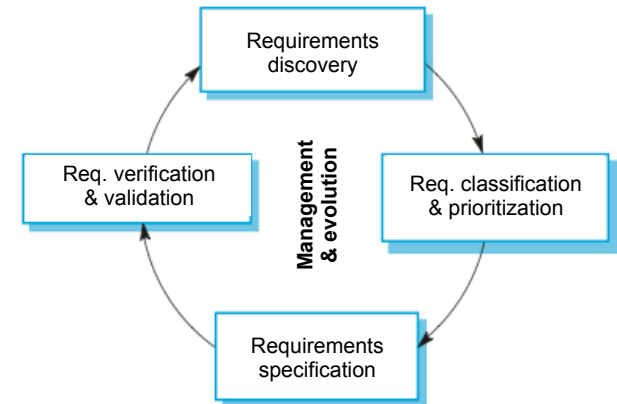 Requirements
discovery
Req. classification
& prioritization
Requirements
specification
Req. verification
& validation
Management
& evolution